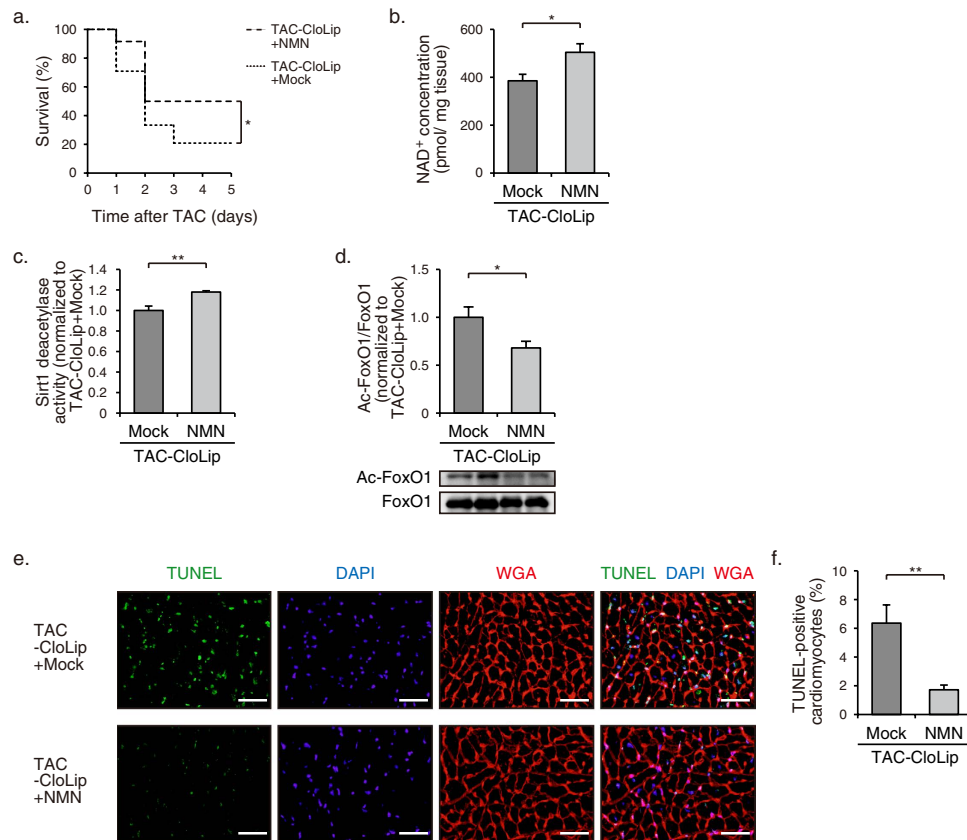 a.
100
80
60
40
20
0
Survival (%)
0 1 2 3 4 5
Time after TAC (days)
TAC-CloLip
+NMN
TAC-CloLip
+Mock
*
b.
*
600
400
200
0
NAD+ concentration
(pmol/ mg tissue)
Mock NMN
TAC-CloLip
c.
**
1.4
1.2
1.0
0.8
0.6
0.4
0.2
0
Sirt1 deacetylase
activity (normalized to
TAC-CloLip+Mock)
Mock NMN
TAC-CloLip
d.
*
1.5
1.0
0.5
0.0
Ac-FoxO1/FoxO1
(normalized to
TAC-CloLip+Mock)
Mock NMN
TAC-CloLip
Ac-FoxO1
FoxO1
e.
TUNEL DAPI WGA TUNEL DAPI WGA
TAC
-CloLip
+Mock
TAC
-CloLip
+NMN
f.
**
10
8
6
4
2
0
TUNEL-positive
cardiomyocytes (%)
Mock NMN
TAC-CloLip